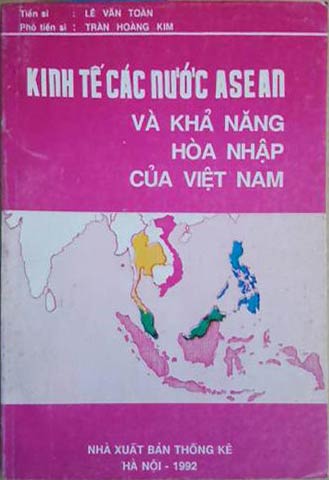 Tiến sĩ : LÊ VĂN TOÀN
Phó tiến sĩ : TRẦN HOÀNG KIM
KINH TẾ CÁC NƯỚC ASEAN
VÀ KHẢ NĂNG
HÒA NHẬP
CỦA VIỆT NAM
NHÀ XUẤT BẢN THỐNG KÊ
HÀ NỘI - 1992